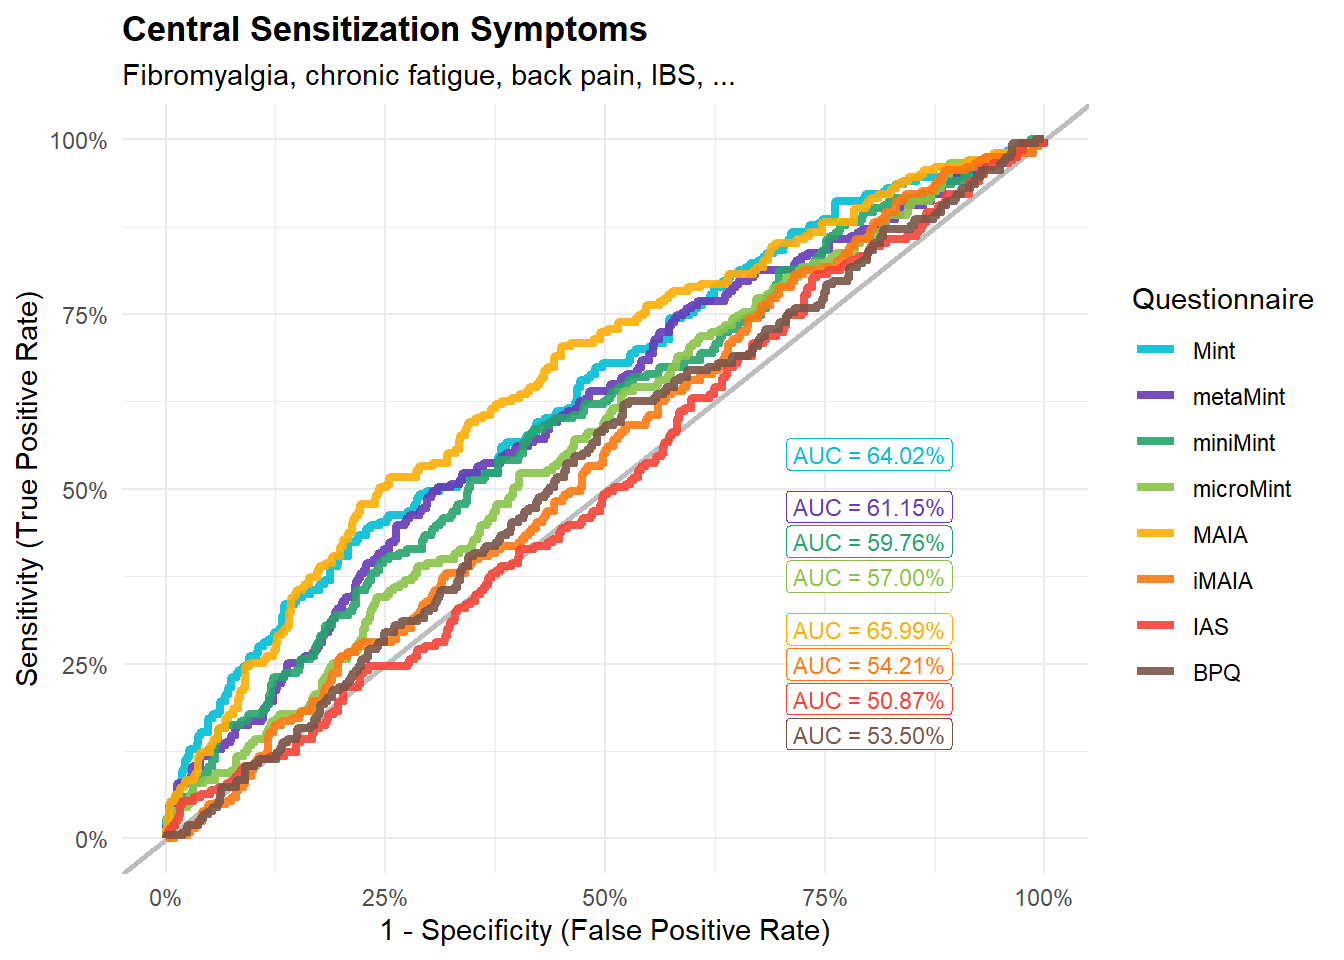 Central Sensitization Symptoms
Fibromyalgia, chronic fatigue, back pain, IBS, ...
Sensitivity (True Positive Rate)
100%
75%
50%
25%
0%
AUC = 64.02%
AUC = 61.15%
AUC = 59.76%
AUC = 57.00%
AUC = 65.99%
AUC = 54.21%
AUC = 50.87%
AUC = 53.50%
0%
25%
50%
75%
100%
1 - Specificity (False Positive Rate)
Questionnaire
Mint
metaMint
miniMint
microMint
MAIA
iMAIA
IAS
BPQ